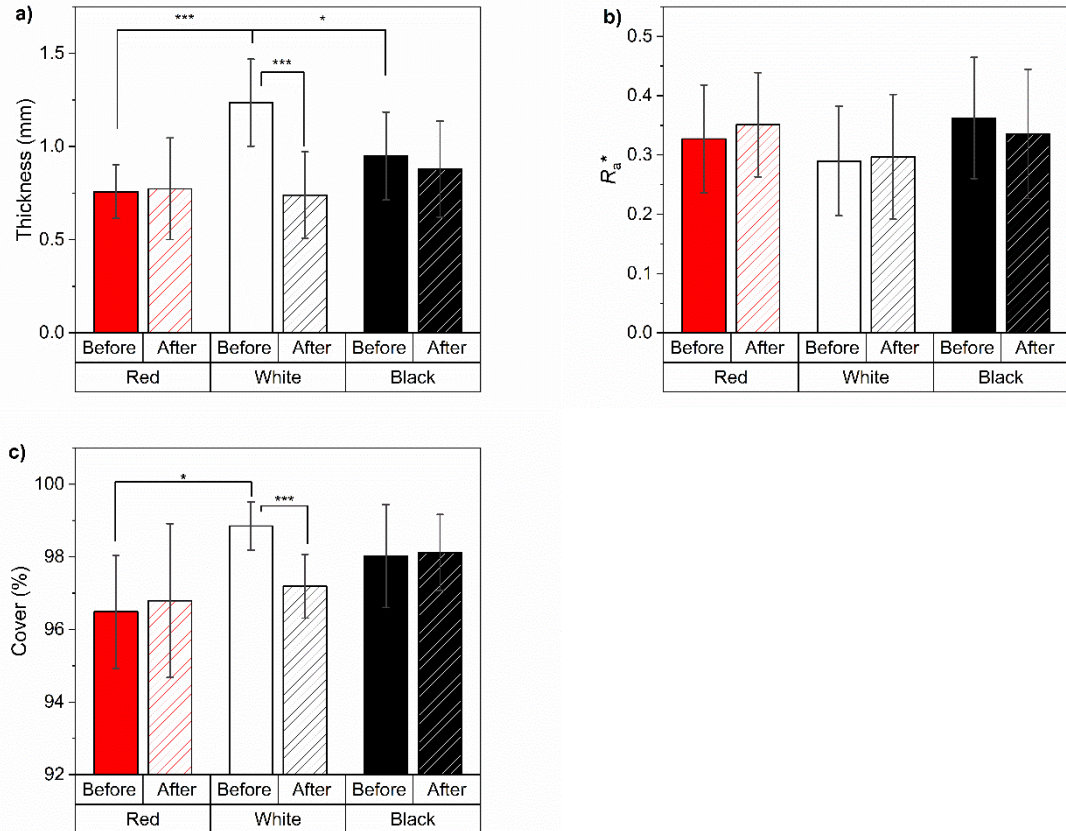 a)
*** *
***
1.5
1.0
0.5
0.0
Thickness (mm)
Before After Before After Before After
Red White Black
b)
0.5
0.4
0.3
0.2
0.1
0.0
Ra*
Before After Before After Before After
Red White Black
c)
*
***
100
98
96
94
92
Cover (%)
Before After Before After Before After
Red White Black